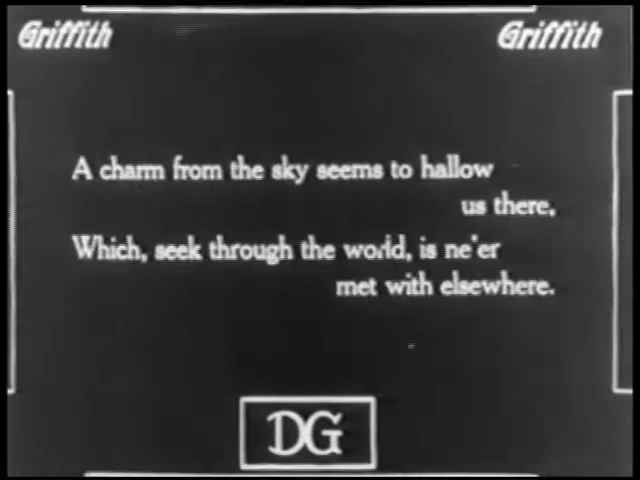 Griffith
Griffith
A charm from the sky seems to hallow
us there,
Which, seek through the world, is ne'er
met with elsewhere.
DG